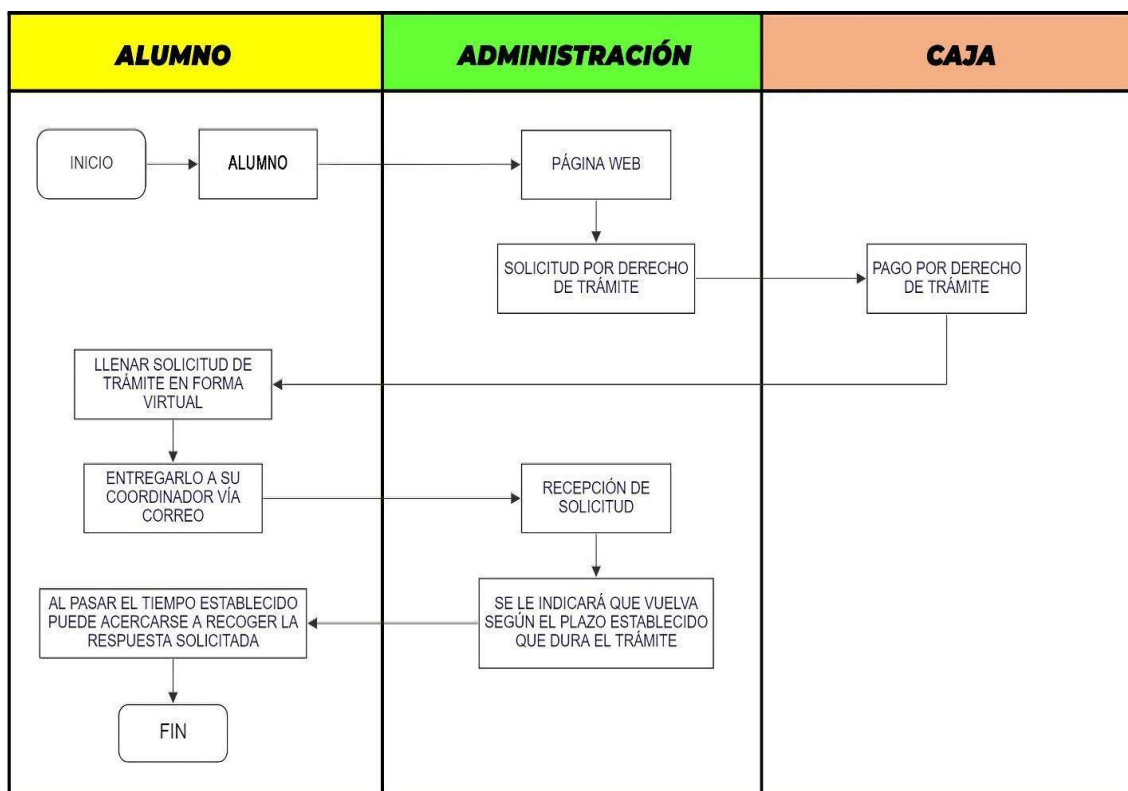 ALUMNO
ADMINISTRACIÓN
CAJA
INICIO
ALUMNO
PÁGINA WEB
SOLICITUD POR DERECHO
DE TRÁMITE
PAGO POR DERECHO
DE TRÁMITE
LLENAR SOLICITUD DE
TRÁMITE EN FORMA
VIRTUAL
ENTREGARLO A SU
COORDINADOR VÍA
CORREO
RECEPCIÓN DE
SOLICITUD
SE LE INDICARÁ QUE VUELVA
SEGÚN EL PLAZO ESTABLECIDO
QUE DURA EL TRÁMITE
AL PASAR EL TIEMPO ESTABLECIDO
PUEDE ACERCARSE A RECOGER LA
RESPUESTA SOLICITADA
FIN